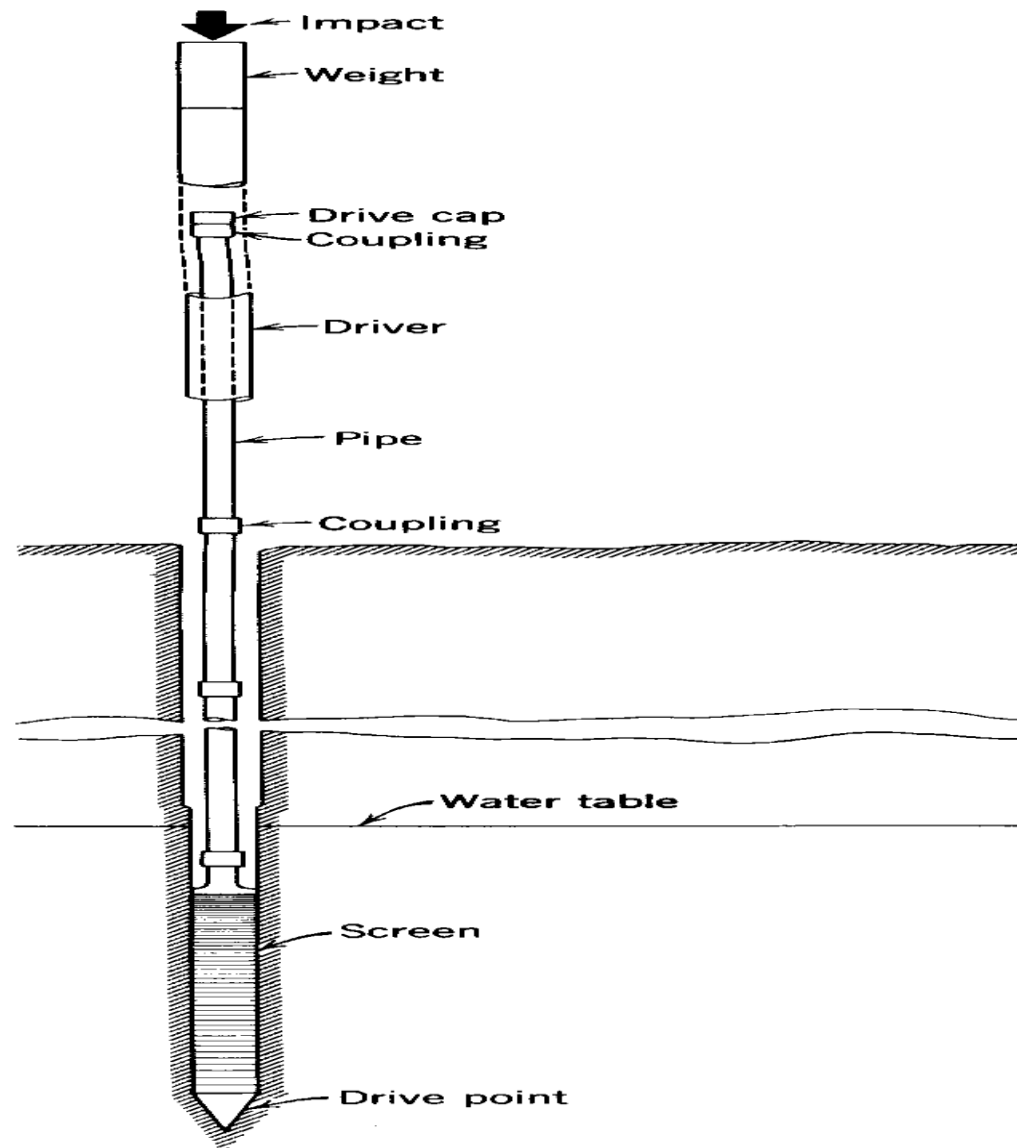 Impact
Weight
Drive cap
Coupling
Driver
Pipe
Coupling
Water table
Screen
Drive point